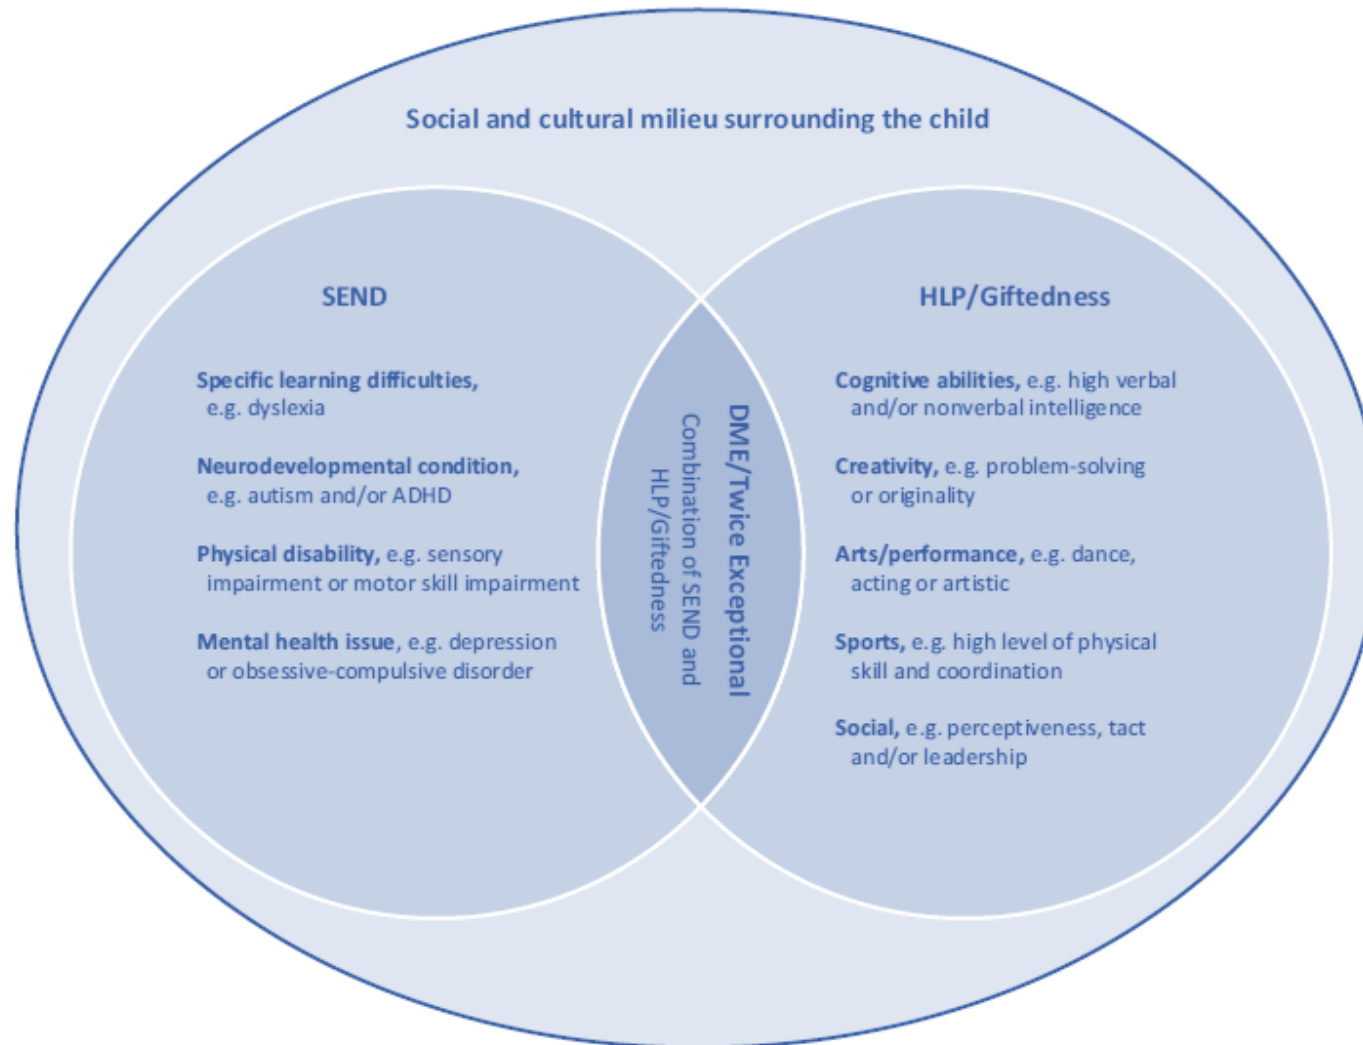 Social and cultural milieu surrounding the child
SEND
Specific learning difficulties,
e.g. dyslexia
Neurodevelopmental condition,
e.g. autism and/or ADHD
Physical disability, e.g. sensory
impairment or motor skill impairment
Mental health issue, e.g. depression
or obsessive-compulsive disorder
DME/Twice Exceptional
Combination of SEND and
HLP/Giftedness
HLP/Giftedness
Cognitive abilities, e.g. high verbal
and/or nonverbal intelligence
Creativity, e.g. problem-solving
or originality
Arts/performance, e.g. dance,
acting or artistic
Sports, e.g. high level of physical
skill and coordination
Social, e.g. perceptiveness, tact
and/or leadership